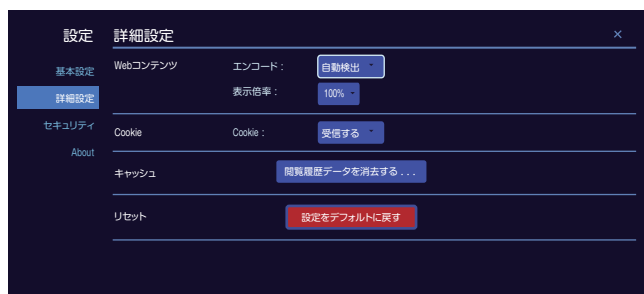 設定
詳細設定
×
基本設定
詳細設定
セキュリティ
About
Webコンテンツ
エンコード :
自動検出
表示倍率 :
100%
Cookie
Cookie :
受信する
キャッシュ
閲覧履歴データを消去する . . .
リセット
設定をデフォルトに戻す